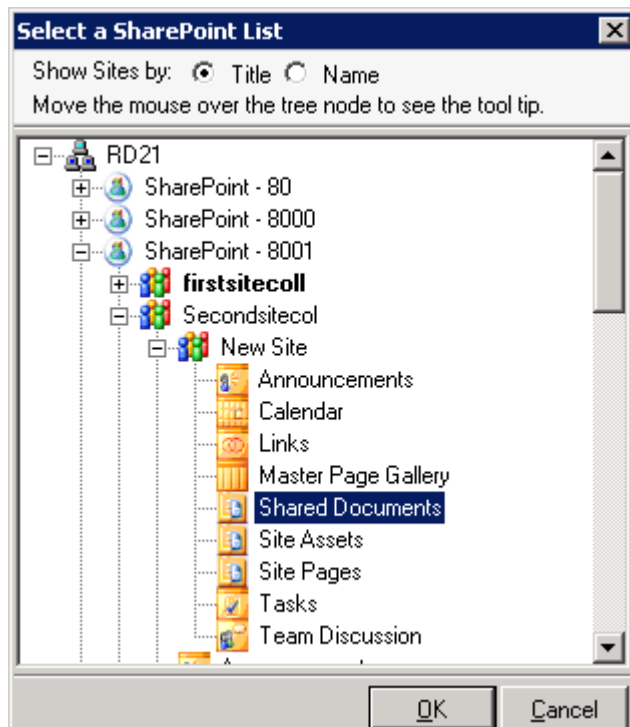 Select a SharePoint List
Show Sites by: Title Name
Move the mouse over the tree node to see the tool tip.
RD21
SharePoint - 80
SharePoint - 8000
SharePoint - 8001
firstsitecoll
Secondsitecol
New Site
Announcements
Calendar
Links
Master Page Gallery
Shared Documents
Site Assets
Site Pages
Tasks
Team Discussion
OK Cancel